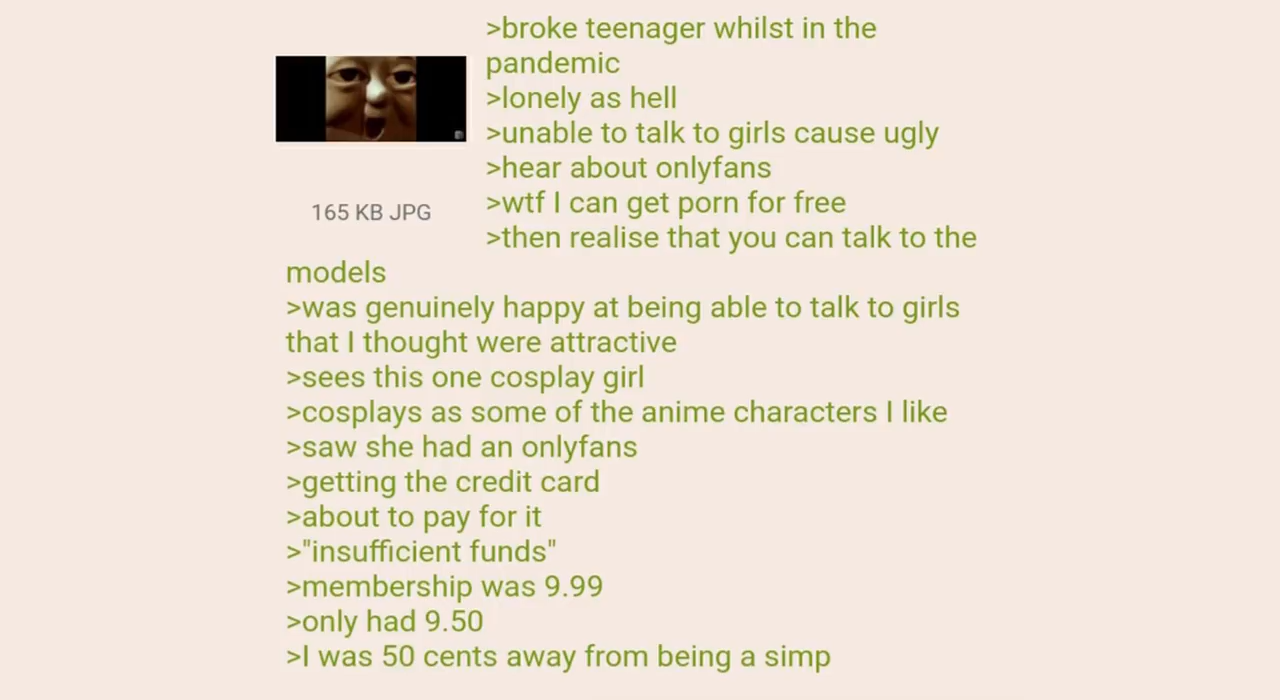 >broke teenager whilst in the
pandemic
>lonely as hell
>unable to talk to girls cause ugly
>hear about onlyfans
>wtf I can get porn for free
165 KB JPG
>then realise that you can talk to the
models
>was genuinely happy at being able to talk to girls
that I thought were attractive
>sees this one cosplay girl
>cosplays as some of the anime characters I like
>saw she had an onlyfans
>getting the credit card
>about to pay for it
>"insufficient funds"
>membership was 9.99
>only had 9.50
>I was 50 cents away from being a simp